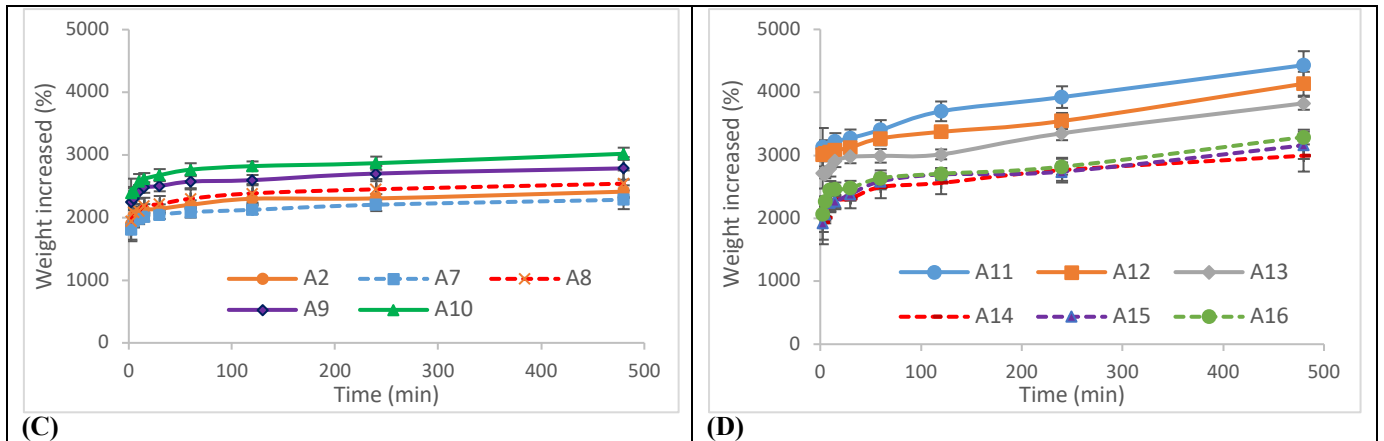 5000
4000
3000
2000
1000
0
Weight increased (%)
0 100 200 300 400 500
Time (min)
A2 A7 A8
A9 A10
(C)
5000
4000
3000
2000
1000
0
Weight increased (%)
0 100 200 300 400 500
Time (min)
A11 A12 A13
A14 A15 A16
(D)